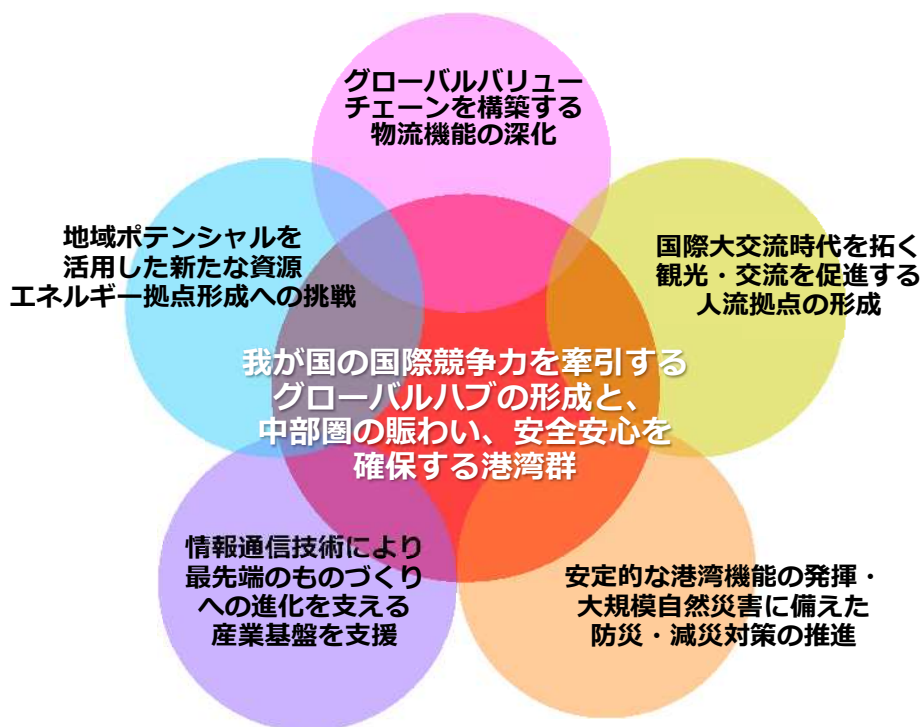 グローバルバリュー
チェーンを構築する
物流機能の深化
地域ポテンシャルを
活用した新たな資源
エネルギー拠点形成への挑戦
国際大交流時代を拓く
観光・交流を促進する
人流拠点の形成
我が国の国際競争力を牽引する
グローバルハブの形成と、
中部圏の賑わい、安全安心を
確保する港湾群
情報通信技術により
最先端のものづくり
への進化を支える
産業基盤を支援
安定的な港湾機能の発揮・
大規模自然災害に備えた
防災・減災対策の推進